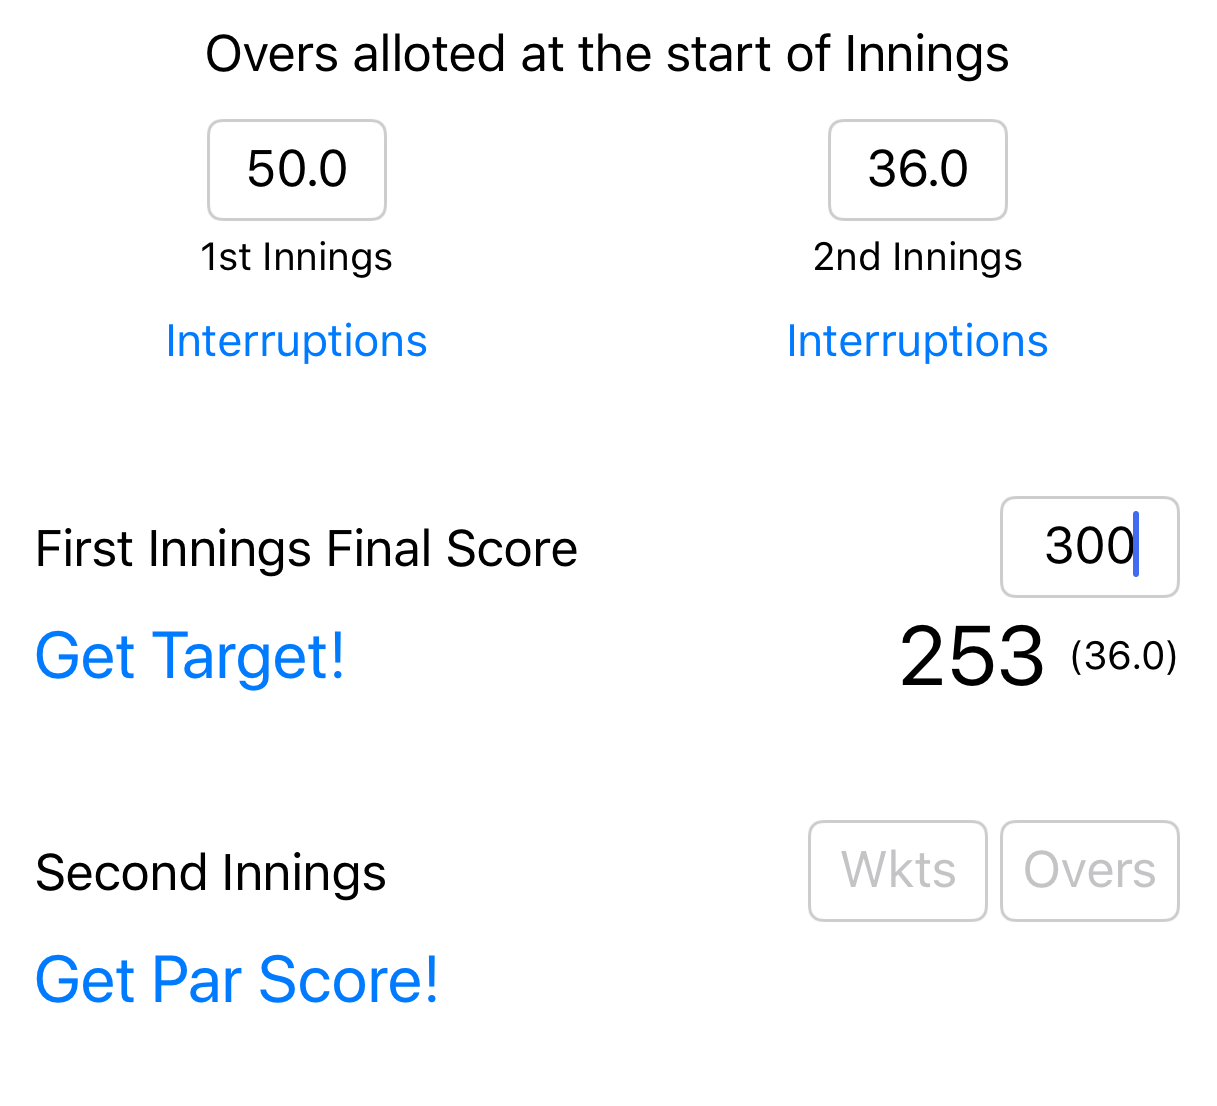 Overs alloted at the start of Innings
50.0 36.0
1st Innings 2nd Innings
Interruptions Interruptions
First Innings Final Score 300
Get Target! 253 (36.0)
Second Innings Wkts Overs
Get Par Score!